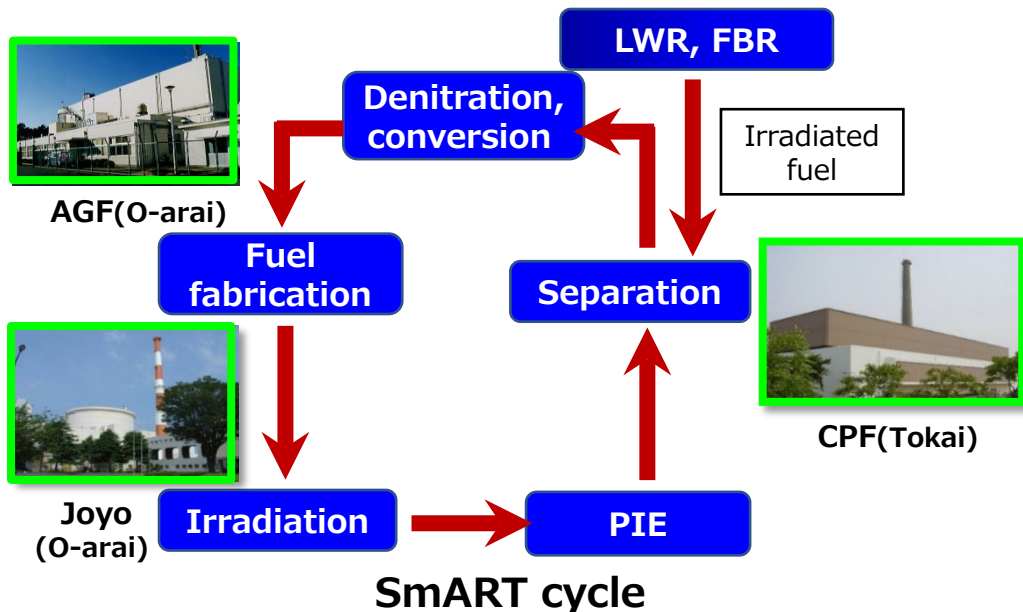 LWR, FBR
Denitration,
conversion
Irradiated
fuel
AGF(O-arai)
Fuel
fabrication
Separation
CPF(Tokai)
Joyo
(O-arai)
Irradiation
PIE
SmART cycle